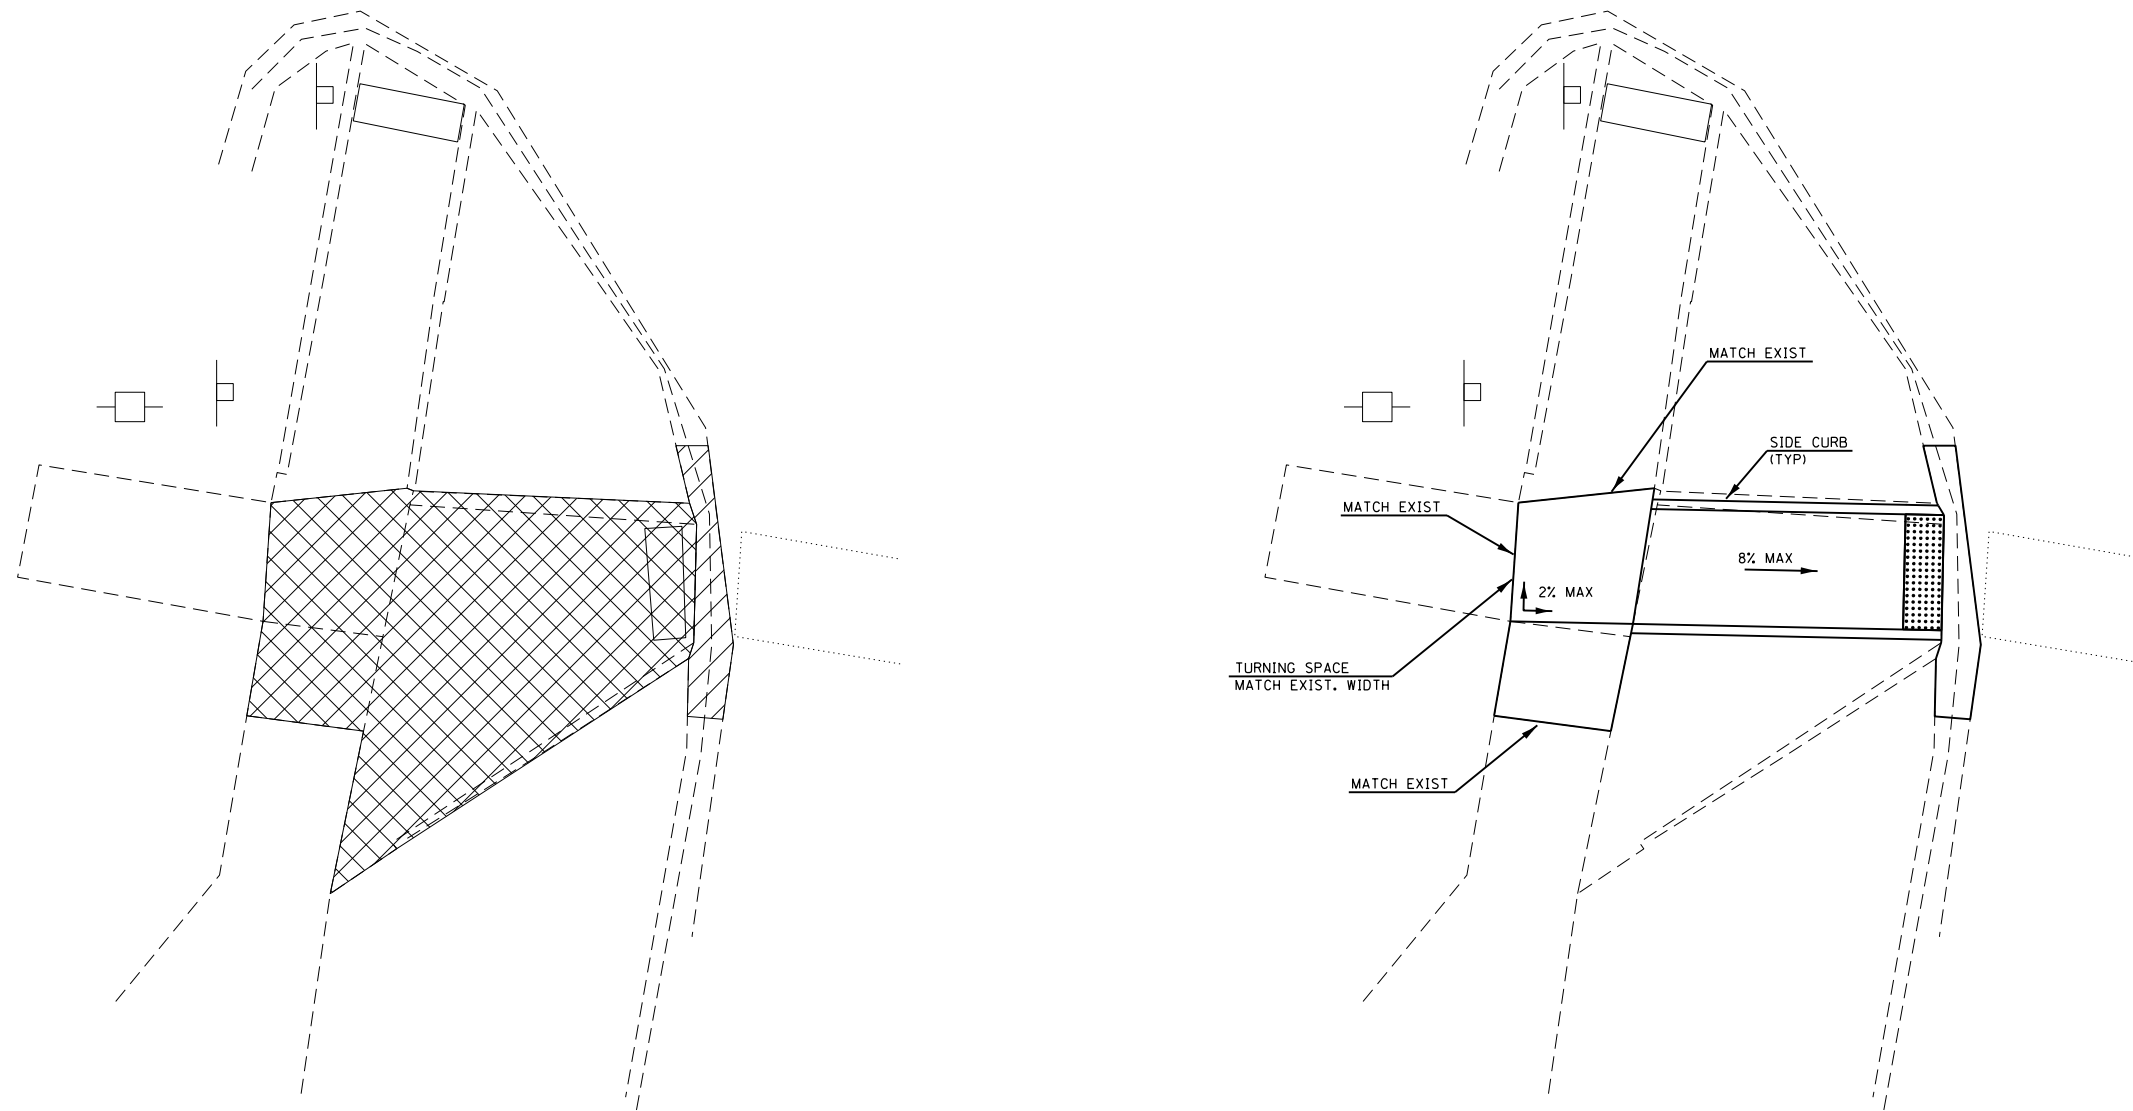 MATCH EXIST
SIDE CURB
(TYP)
MATCH EXIST
8% MAX
2% MAX
TURNING SPACE
MATCH EXIST. WIDTH
MATCH EXIST